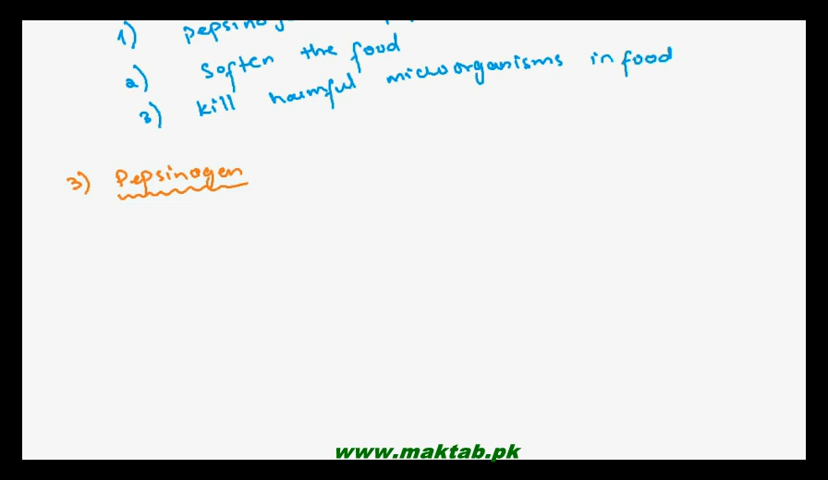 1)
2) Soften the food
3) kill harmful microorganisms in food
3) Pepsinogen
www.maktab.pk